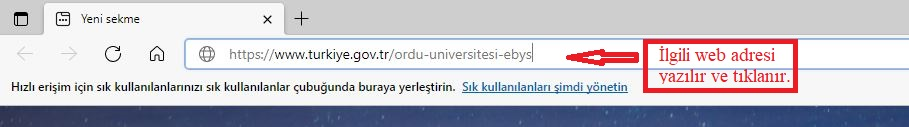 Yeni sekme
https://www.turkiye.gov.tr/ordu-universitesi-ebys
İlgili web adresi
yazılır ve tıklanır.
Hızlı erişim için sık kullanılanlarınızı sık kullanılanlar çubuğunda buraya yerleştirin. Sık kullanılanları şimdi yönetin